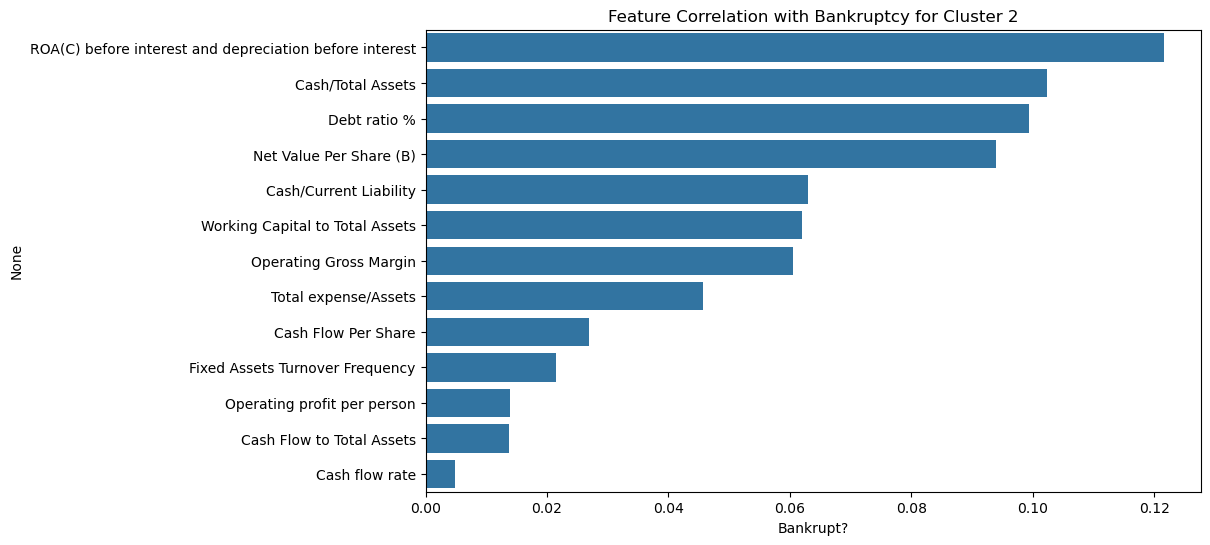 Feature Correlation with Bankruptcy for Cluster 2
ROA(C) before interest and depreciation before interest
Cash/Total Assets
Debt ratio %
Net Value Per Share (B)
Cash/Current Liability
Working Capital to Total Assets
Operating Gross Margin
Total expense/Assets
Cash Flow Per Share
Fixed Assets Turnover Frequency
Operating profit per person
Cash Flow to Total Assets
Cash flow rate
None
0.00 0.02 0.04 0.06 0.08 0.10 0.12
Bankrupt?